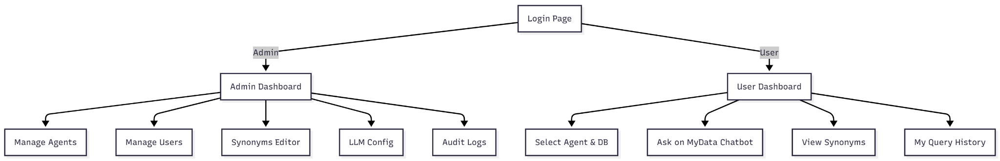 Login Page
Admin
User
Admin Dashboard
User Dashboard
Manage Agents
Manage Users
Synonyms Editor
LLM Config
Audit Logs
Select Agent & DB
Ask on MyData Chatbot
View Synonyms
My Query History